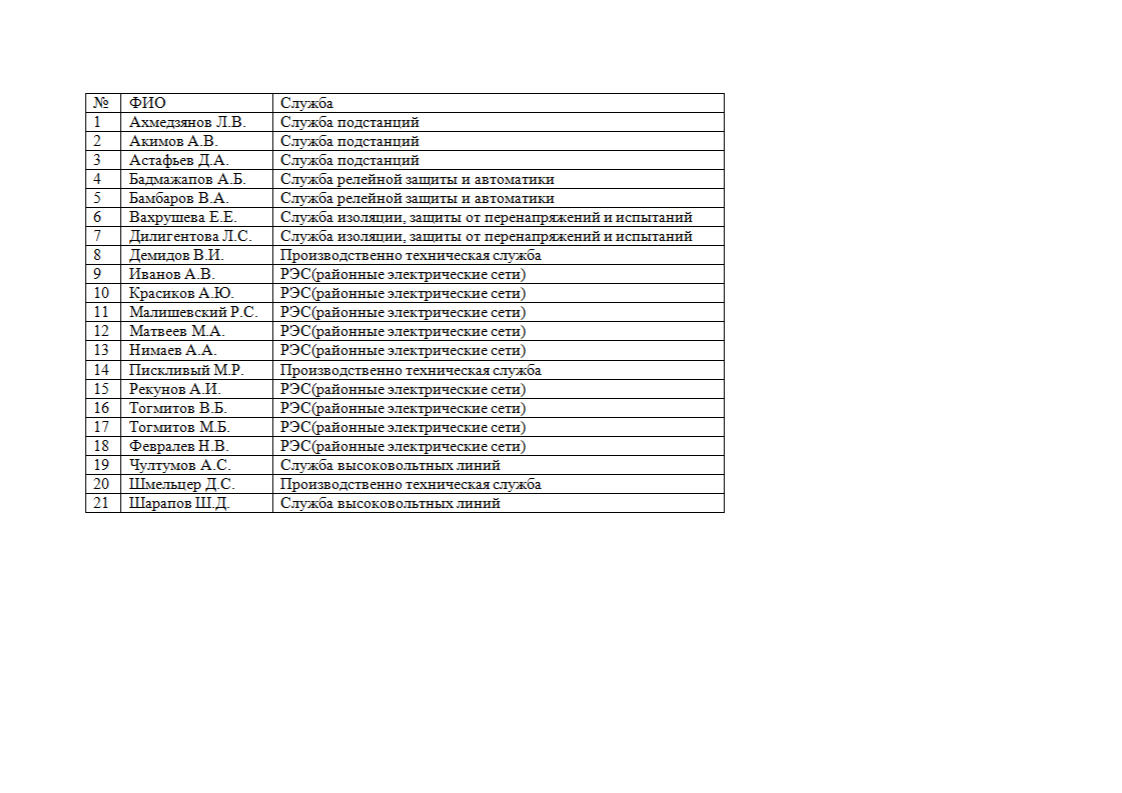 № ФИО Служба
1 Ахмедзянов Л.В. Служба подстанций
2 Акимов А.В. Служба подстанций
3 Астафьев Д.А. Служба подстанций
4 Бадмажапов А.Б. Служба релейной защиты и автоматики
5 Бамбаров В.А. Служба релейной защиты и автоматики
6 Вахрушева Е.Е. Служба изоляции, защиты от перенапряжений и испытаний
7 Дилигентова Л.С. Служба изоляции, защиты от перенапряжений и испытаний
8 Демидов В.И. Производственно техническая служба
9 Иванов А.В. РЭС(районные электрические сети)
10 Красиков А.Ю. РЭС(районные электрические сети)
11 Малишевский Р.С. РЭС(районные электрические сети)
12 Матвеев М.А. РЭС(районные электрические сети)
13 Нимаев А.А. РЭС(районные электрические сети)
14 Пискливый М.Р. Производственно техническая служба
15 Рекунов А.И. РЭС(районные электрические сети)
16 Тогмитов В.Б. РЭС(районные электрические сети)
17 Тогмитов М.Б. РЭС(районные электрические сети)
18 Февралев Н.В. РЭС(районные электрические сети)
19 Чултумов А.С. Служба высоковольтных линий
20 Шмельцер Д.С. Производственно техническая служба
21 Шарапов Ш.Д. Служба высоковольтных линий